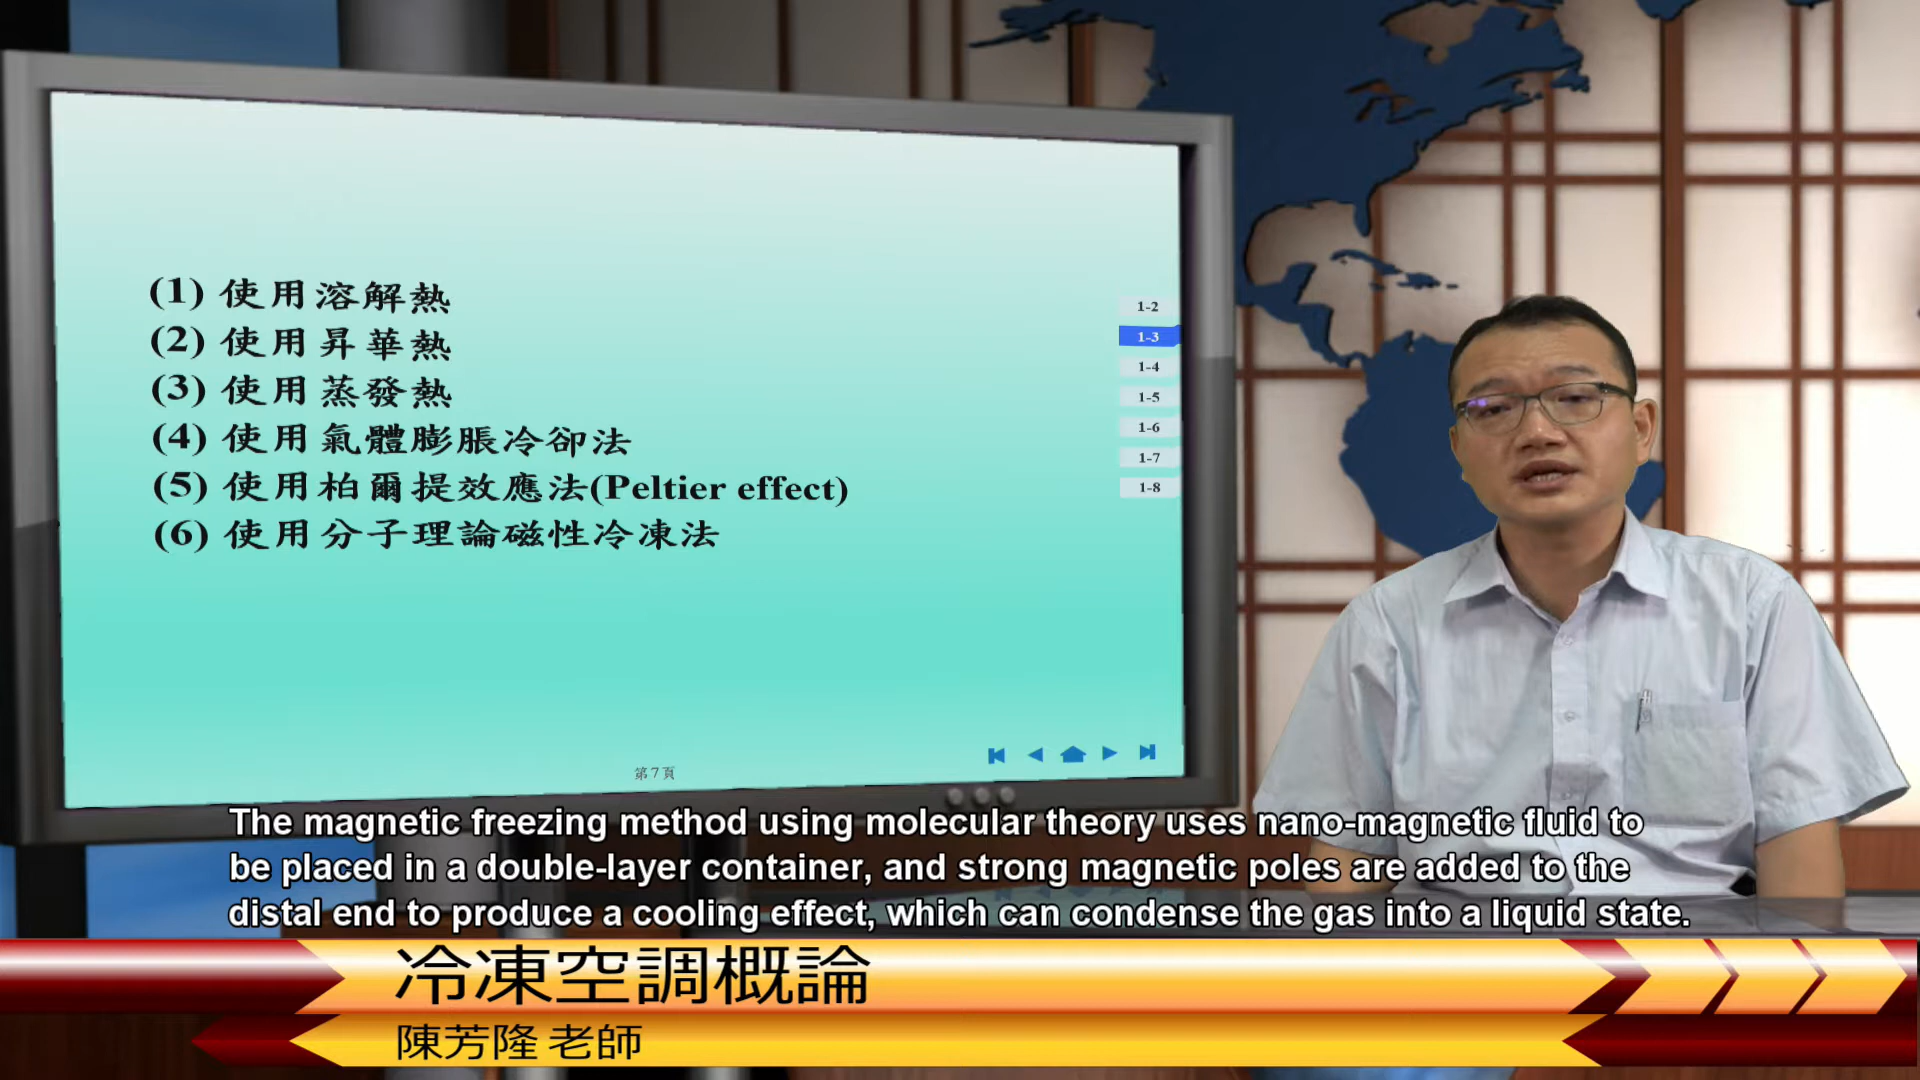 (1) 使用溶解熱
(2) 使用昇華熱
(3) 使用蒸發熱
(4) 使用氣體膨脹冷卻法
(5) 使用柏爾提效應法(Peltier effect)
(6) 使用分子理論磁性冷凍法
1-2
1-3
1-4
1-5
1-6
1-7
1-8
第7頁
The magnetic freezing method using molecular theory uses nano-magnetic fluid to
be placed in a double-layer container, and strong magnetic poles are added to the
distal end to produce a cooling effect, which can condense the gas into a liquid state.
冷凍空調概論
陳芳隆 老師